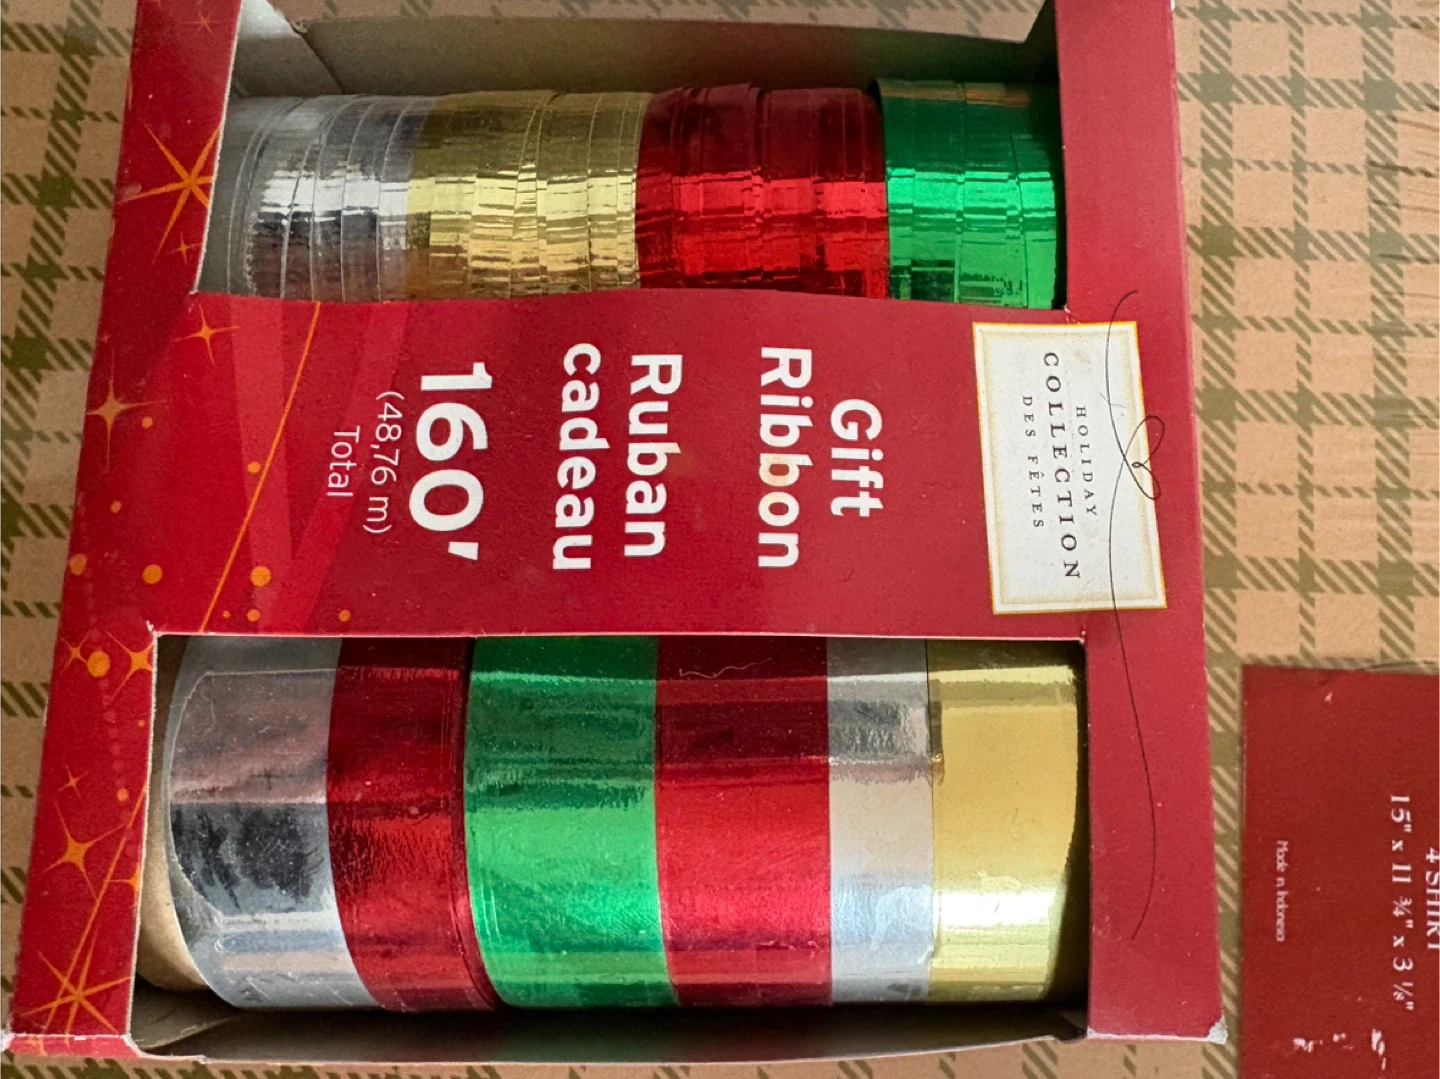 HOLIDAY
COLLECTION
DES FÊTES
Gift
Ribbon
Ruban
cadeau
160'
(48,76 m)
Total
4 SHIRT
15" x 11 ¾" x 3 ⅛"
Made in Indonesia